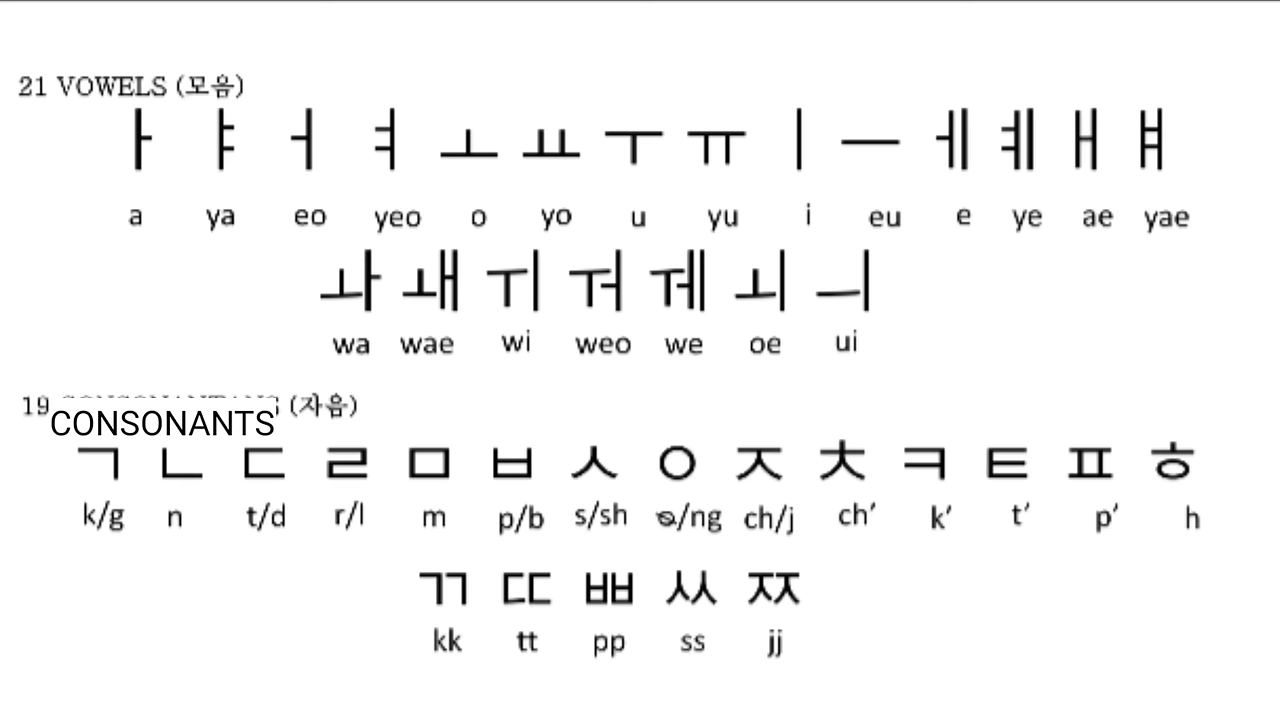 21 VOWELS (모음)
ㅏ ㅑ ㅓ ㅕ ㅗ ㅛ ㅜ ㅠ ㅣ ㅡ ㅔ ㅖ ㅐ ㅒ
a ya eo yeo o yo u yu i eu e ye ae yae
ㅘ ㅙ ㅟ ㅝ ㅞ ㅚ ㅢ
wa wae wi weo we oe ui
19 CONSONANTS (자음)
ㄱ ㄴ ㄷ ㄹ ㅁ ㅂ ㅅ ㅇ ㅈ ㅊ ㅋ ㅌ ㅍ ㅎ
k/g n t/d r/l m p/b s/sh ⦰/ng ch/j ch’ k’ t’ p’ h
ㄲ ㄸ ㅃ ㅆ ㅉ
kk tt pp ss jj